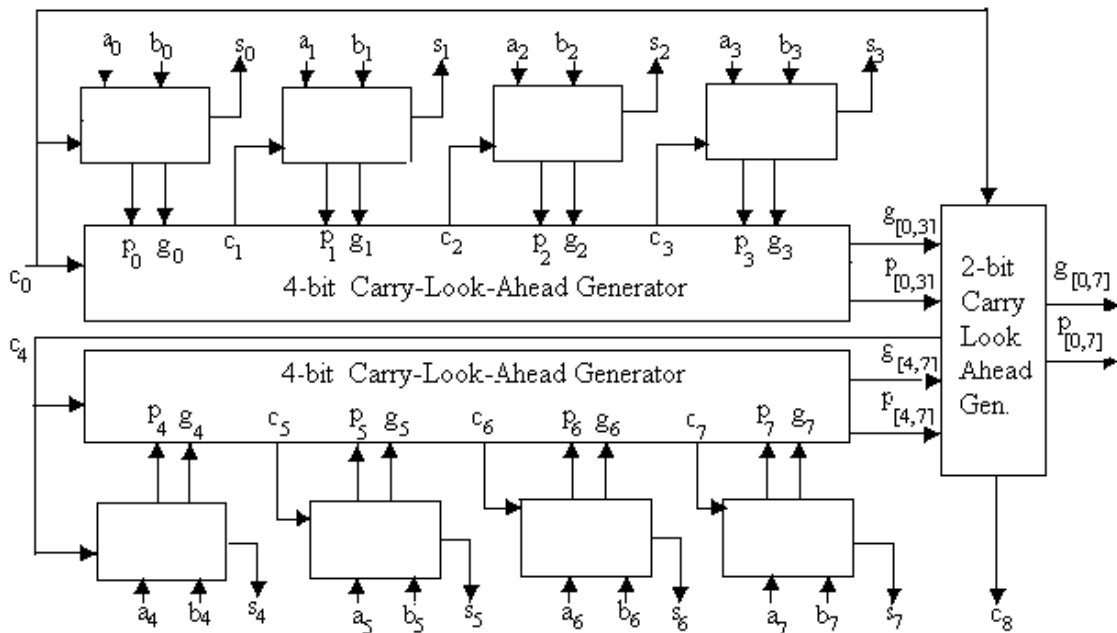 a0 b0 s0 a1 b1 s1 a2 b2 s2 a3 b3 s3
p0 g0 c1 p1 g1 c2 p2 g2 c3 p3 g3
g[0,3]
c0
4-bit Carry-Look-Ahead Generator
p[0,3]
2-bit
Carry
Look
Ahead
Gen.
g[0,7]
p[0,7]
c4
4-bit Carry-Look-Ahead Generator
g[4,7]
p[4,7]
p4 g4 c5 p5 g5 c6 p6 g6 c7 p7 g7
a4 b4 s4 a5 b5 s5 a6 b6 s6 a7 b7 s7 c8